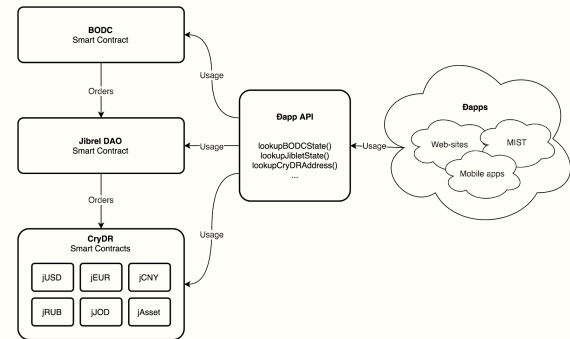 BODC
Smart Contract
Usage
Orders
Đapp API
lookupBODCState()
lookupJibletState()
lookupCryDRAddress()
...
Đapps
Web-sites
MIST
Mobile apps
Usage
Jibrel DAO
Smart Contract
Usage
Orders
Usage
CryDR
Smart Contracts
jUSD
jEUR
jCNY
jRUB
jJOD
jAsset